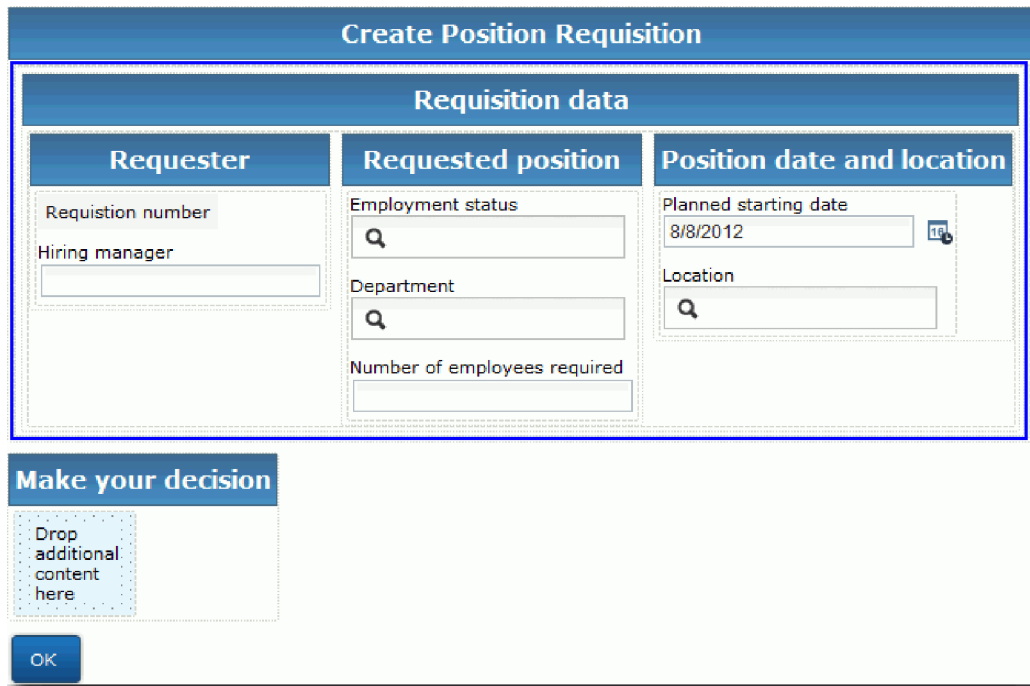 Create Position Requisition
Requisition data
Requester
Requistion number
Hiring manager
Requested position
Employment status
Department
Number of employees required
Position date and location
Planned starting date
8/8/2012
16
Location
Make your decision
Drop
additional
content
here
OK